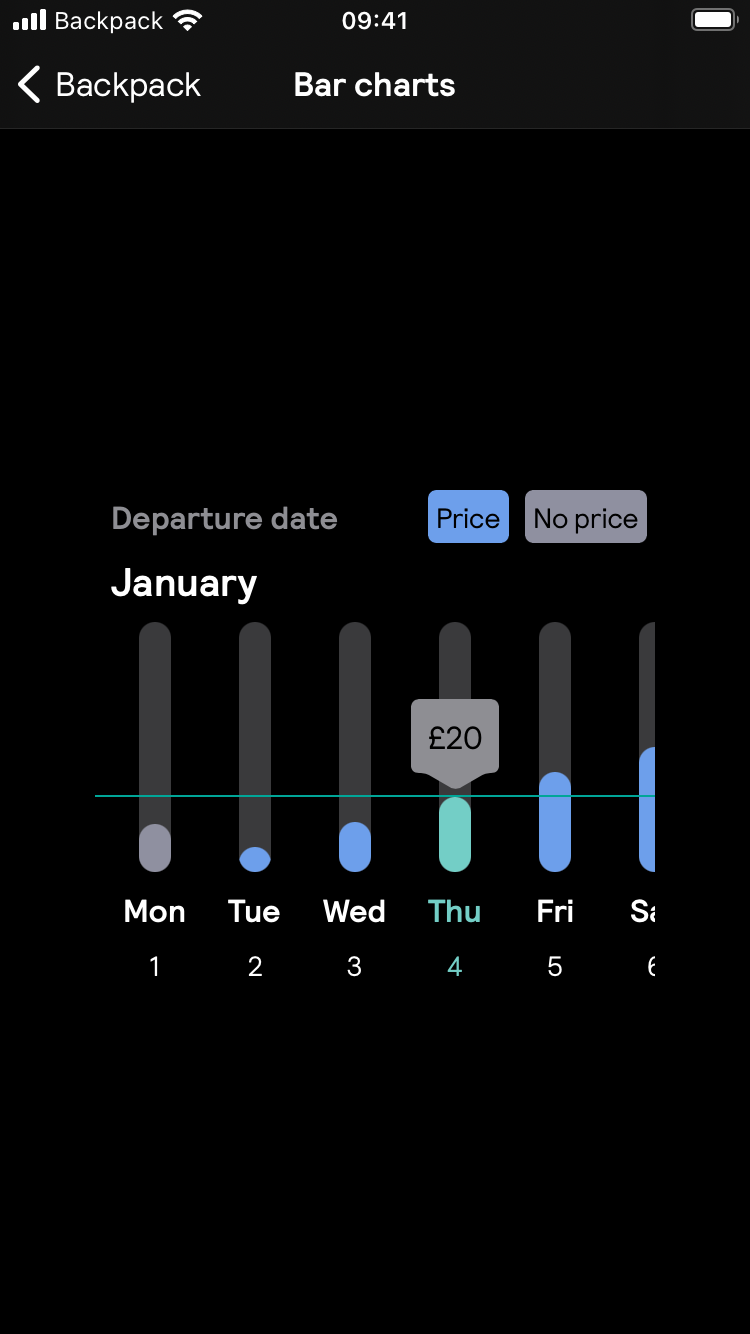 Backpack 09:41
Backpack Bar charts
Departure date Price No price
January
£20
Mon Tue Wed Thu Fri
1 2 3 4 5